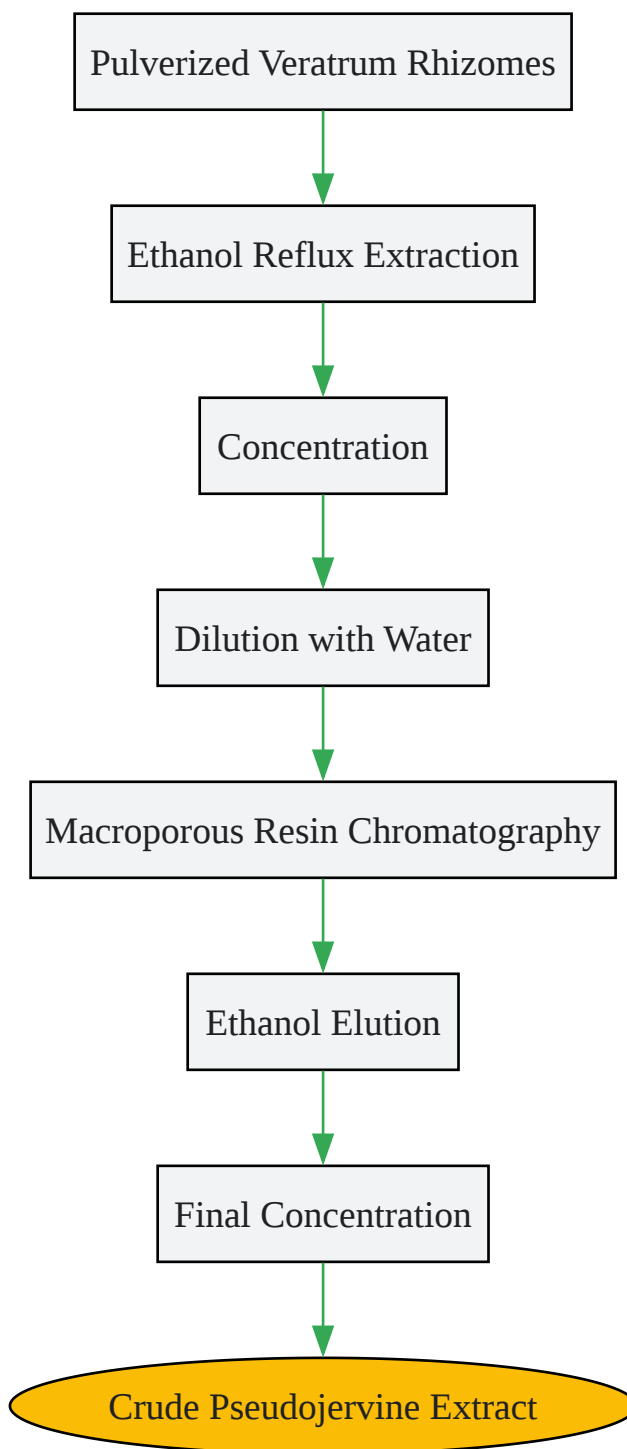 Pulverized Veratrum Rhizomes
Ethanol Reflux Extraction
Concentration
Dilution with Water
Macroporous Resin Chromatography
Ethanol Elution
Final Concentration
Crude Pseudojervine Extract